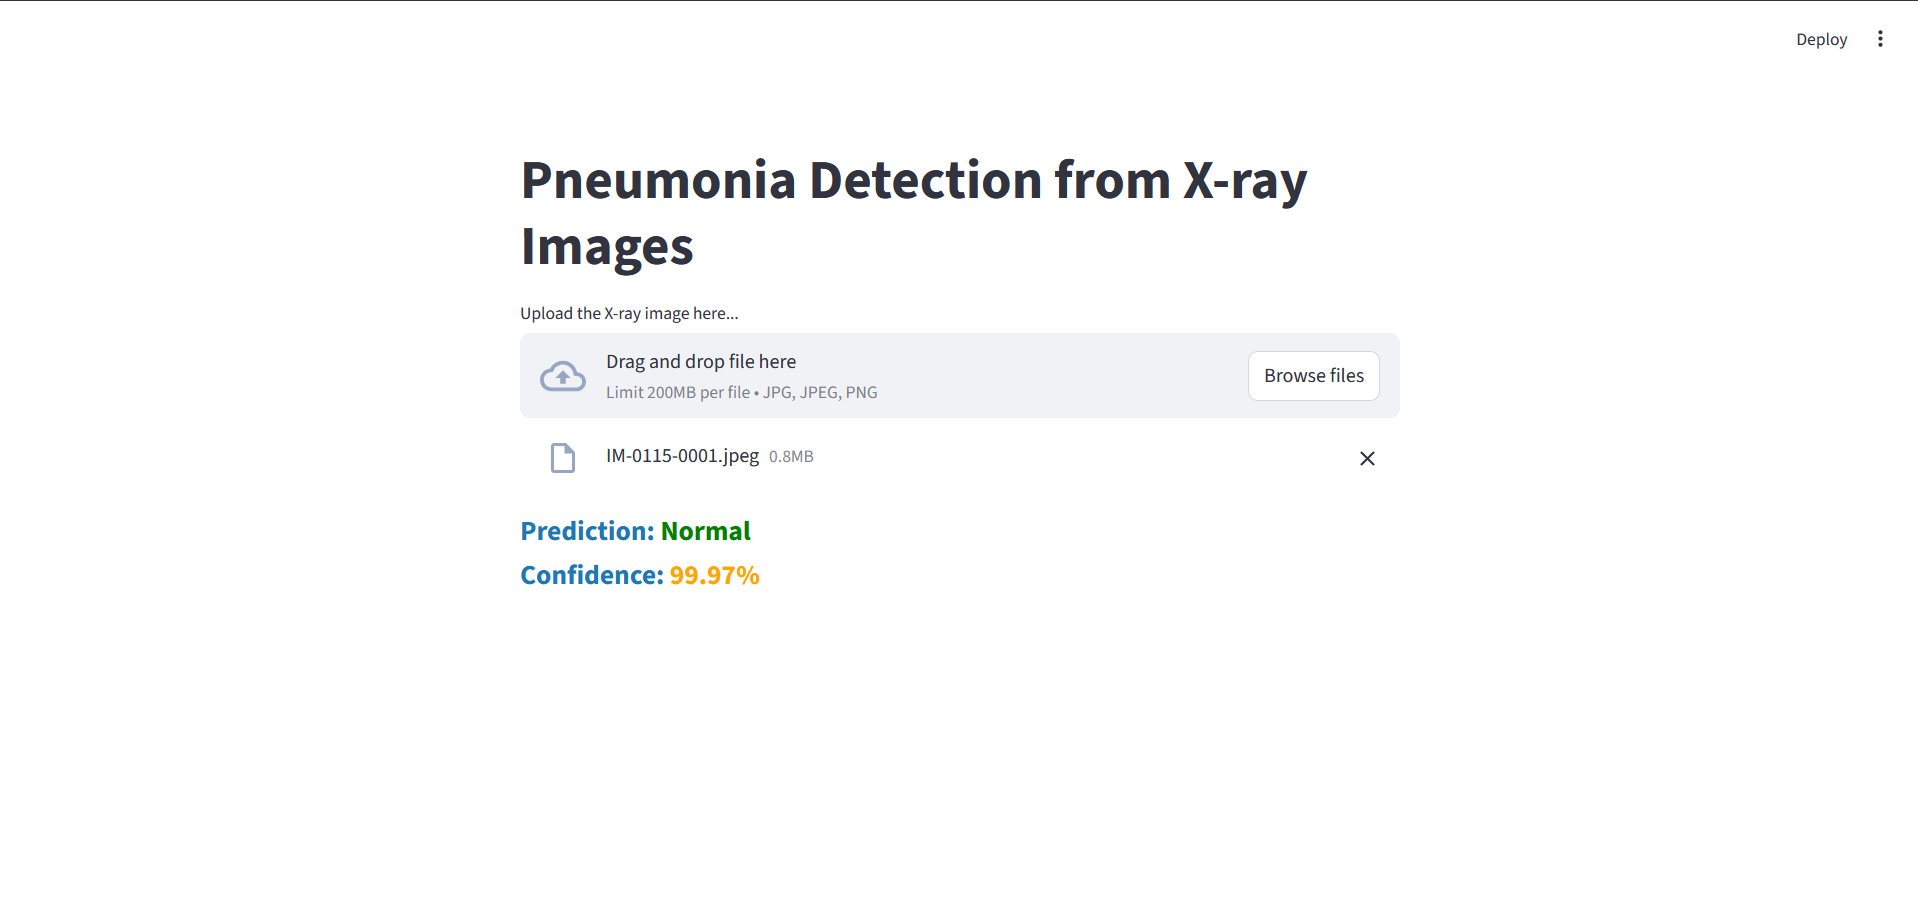 Deploy
Pneumonia Detection from X-ray
Images
Upload the X-ray image here...
Drag and drop file here
Limit 200MB per file • JPG, JPEG, PNG
Browse files
IM-0115-0001.jpeg 0.8MB
Prediction: Normal
Confidence: 99.97%